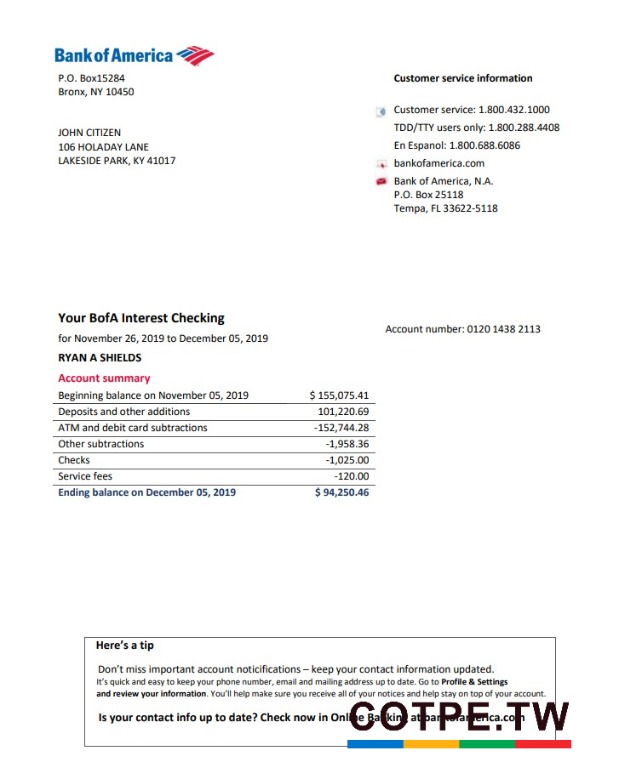 Bank of America
P.O. Box15284
Bronx, NY 10450
Customer service information
Customer service: 1.800.432.1000
TDD/TTY users only: 1.800.288.4408
En Espanol: 1.800.688.6086
bankofamerica.com
Bank of America, N.A.
P.O. Box 25118
Tempa, FL 33622-5118
JOHN CITIZEN
106 HOLADAY LANE
LAKESIDE PARK, KY 41017
Your BofA Interest Checking
for November 26, 2019 to December 05, 2019
Account number: 0120 1438 2113
RYAN A SHIELDS
Account summary
Beginning balance on November 05, 2019 $ 155,075.41
Deposits and other additions 101,220.69
ATM and debit card subtractions -152,744.28
Other subtractions -1,958.36
Checks -1,025.00
Service fees -120.00
Ending balance on December 05, 2019 $ 94,250.46
Here's a tip
Don't miss important account noticifications – keep your contact information updated.
It's quick and easy to keep your phone number, email and mailing address up to date. Go to Profile & Settings
and review your information. You'll help make sure you receive all of your notices and help stay on top of your account.
Is your contact info up to date? Check now in Online Banking at bankofamerica.com
COTPE.TW